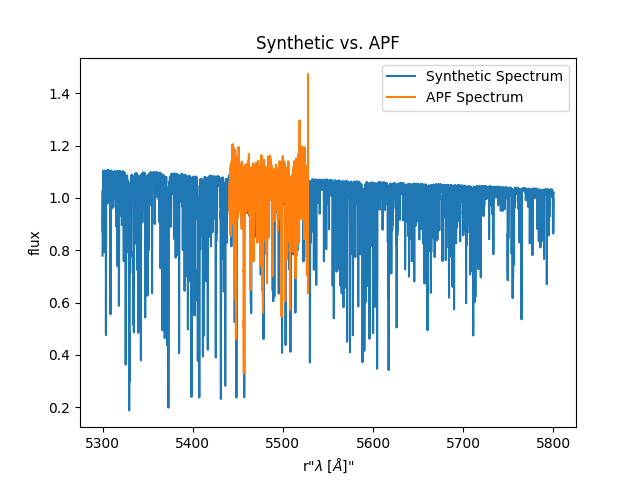 Synthetic vs. APF
Synthetic Spectrum
APF Spectrum
1.4
1.2
1.0
0.8
0.6
0.4
0.2
flux
5300 5400 5500 5600 5700 5800
r"λ [Å]"